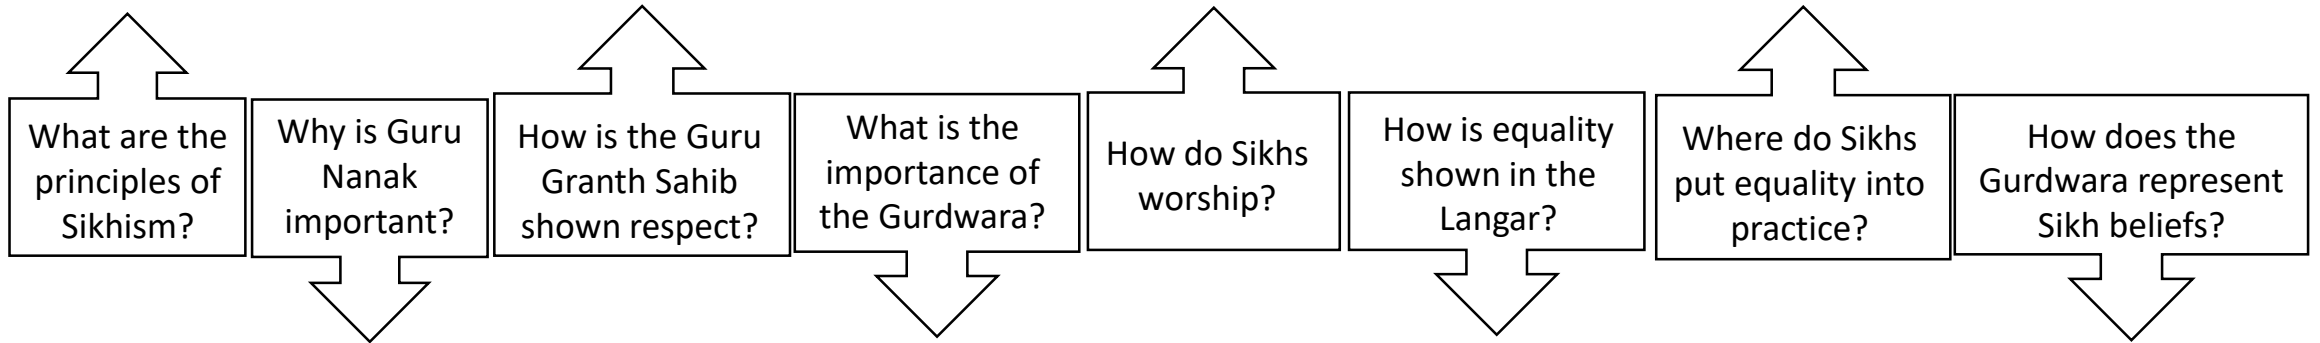 What are the
principles of
Sikhism?
Why is Guru
Nanak
important?
How is the Guru
Granth Sahib
shown respect?
What is the
importance of
the Gurdwara?
How do Sikhs
worship?
How is equality
shown in the
Langar?
Where do Sikhs
put equality into
practice?
How does the
Gurdwara represent
Sikh beliefs?